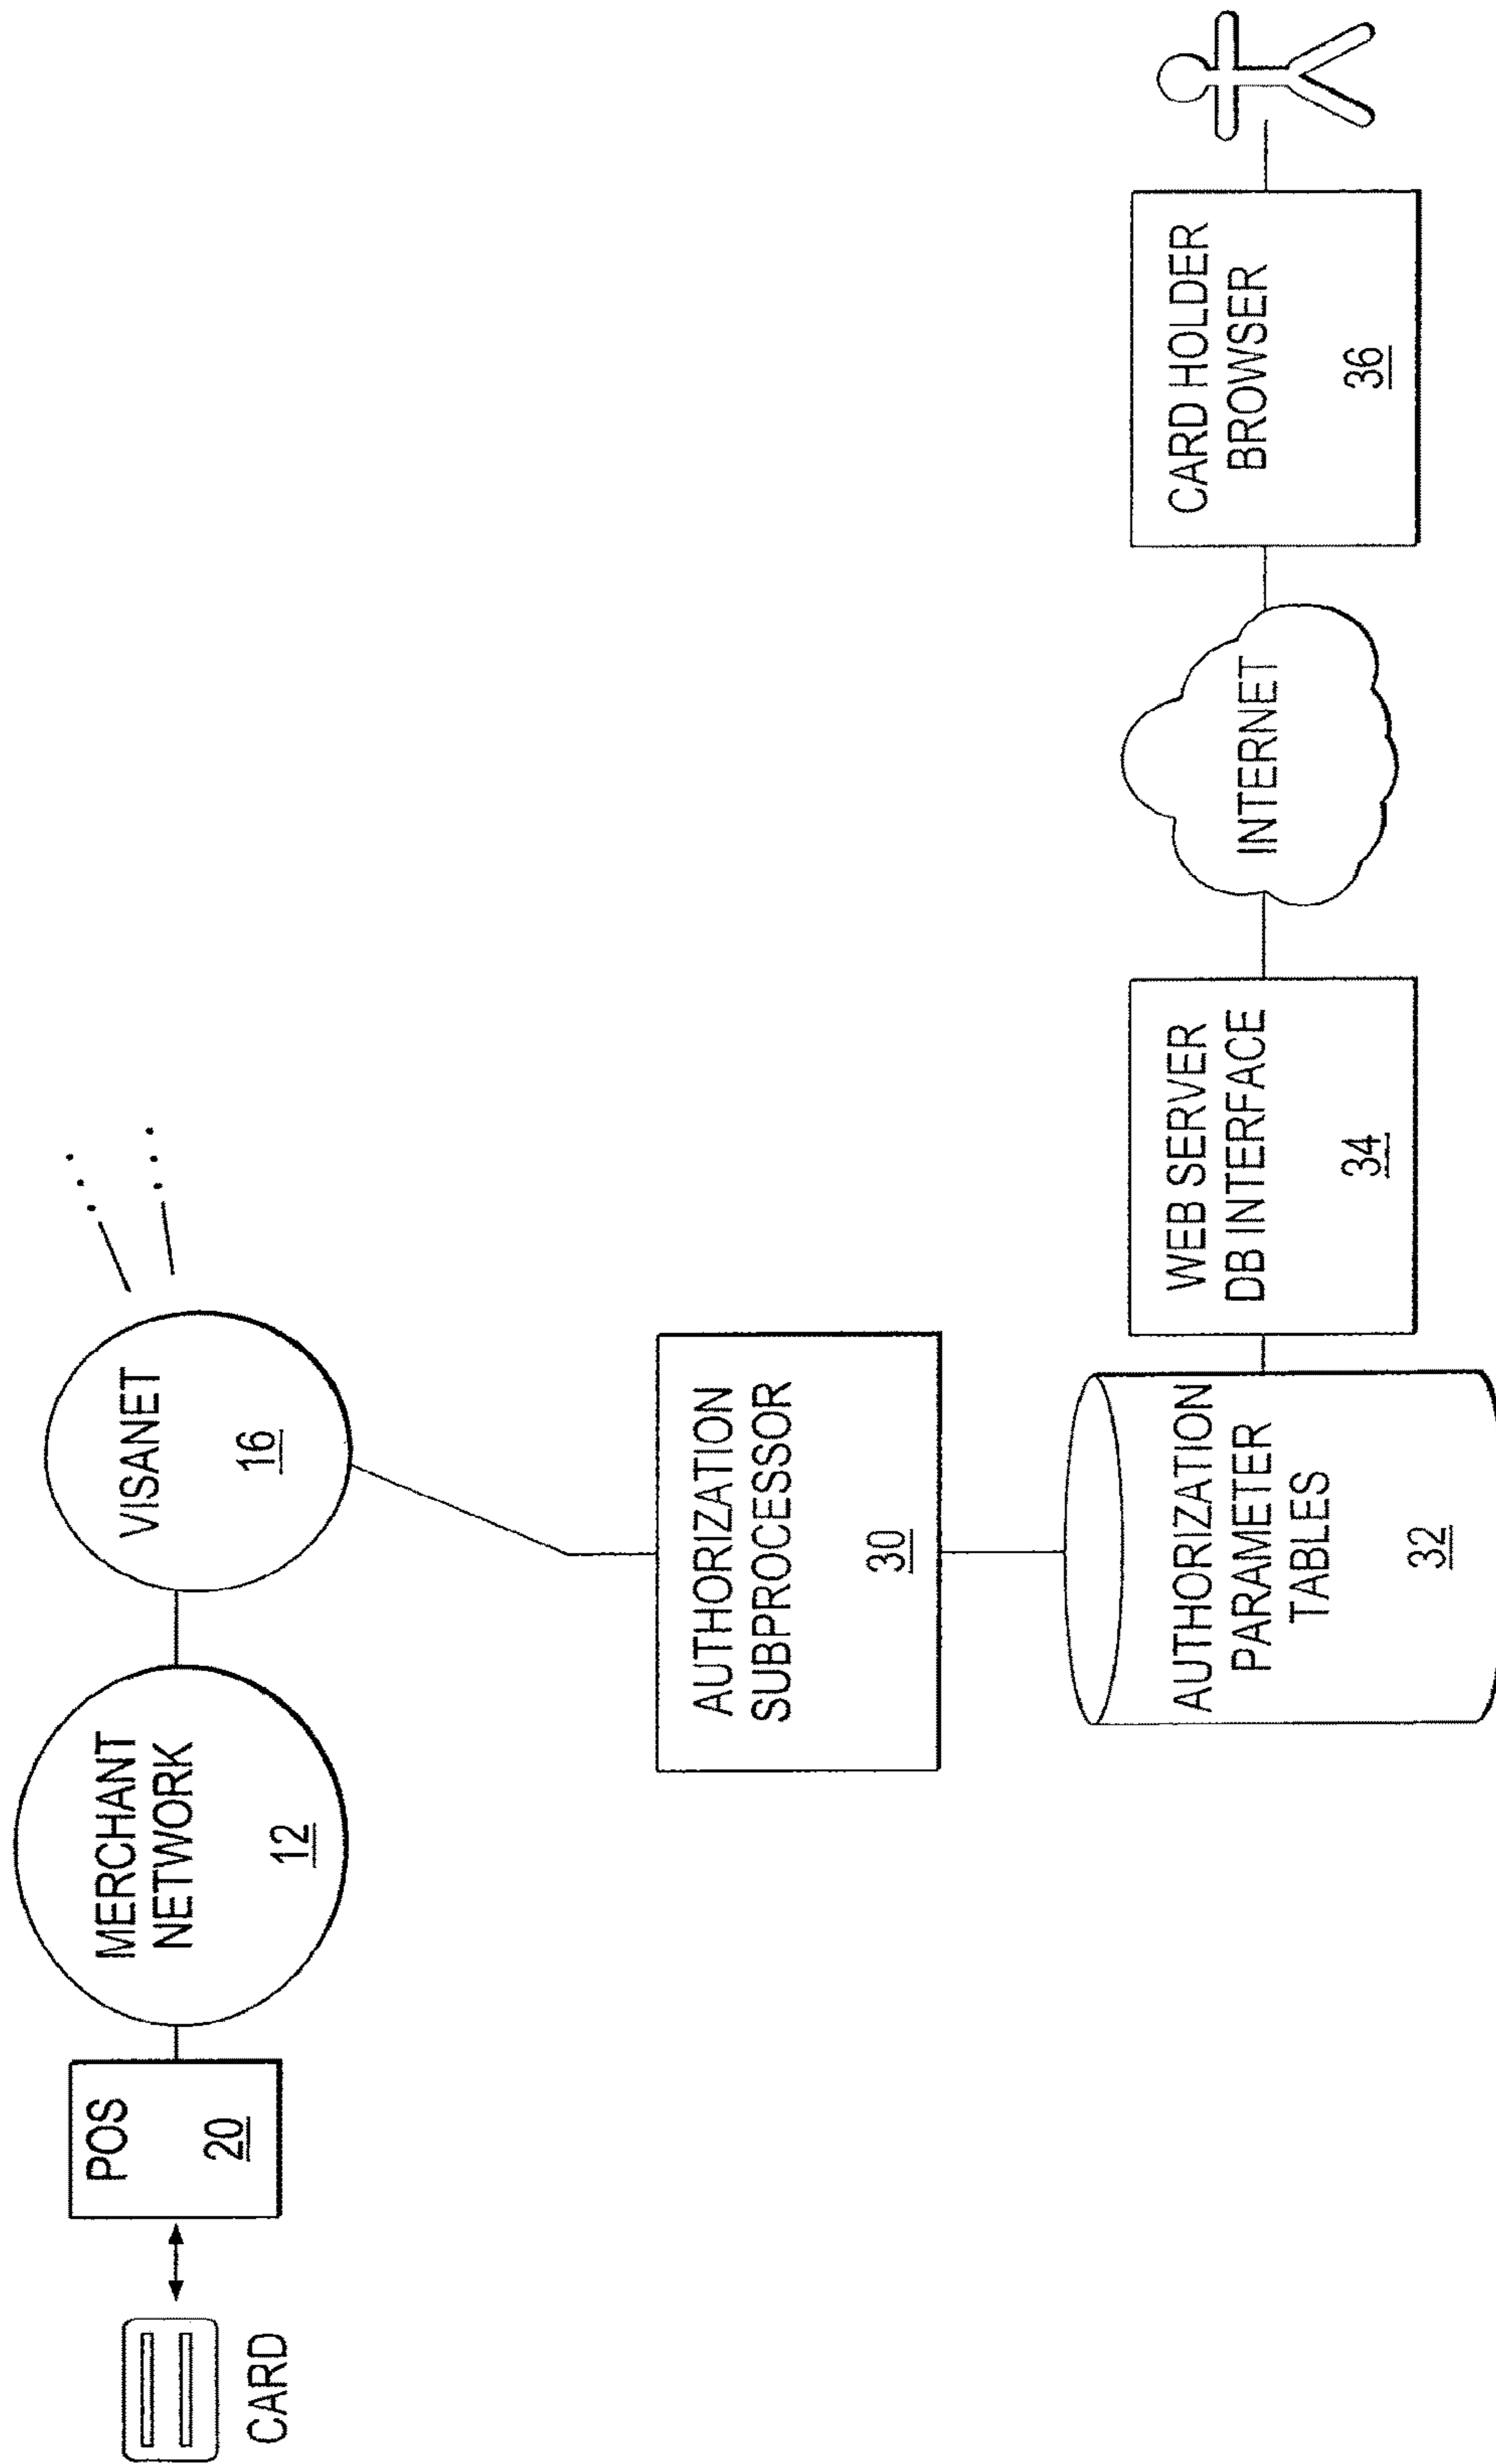 CARD
POS
20
MERCHANT
NETWORK
12
VISANET
16
AUTHORIZATION
SUBPROCESSOR
30
AUTHORIZATION
PARAMETER
TABLES
32
WEB SERVER
DB INTERFACE
34
INTERNET
CARD HOLDER
BROWSER
36